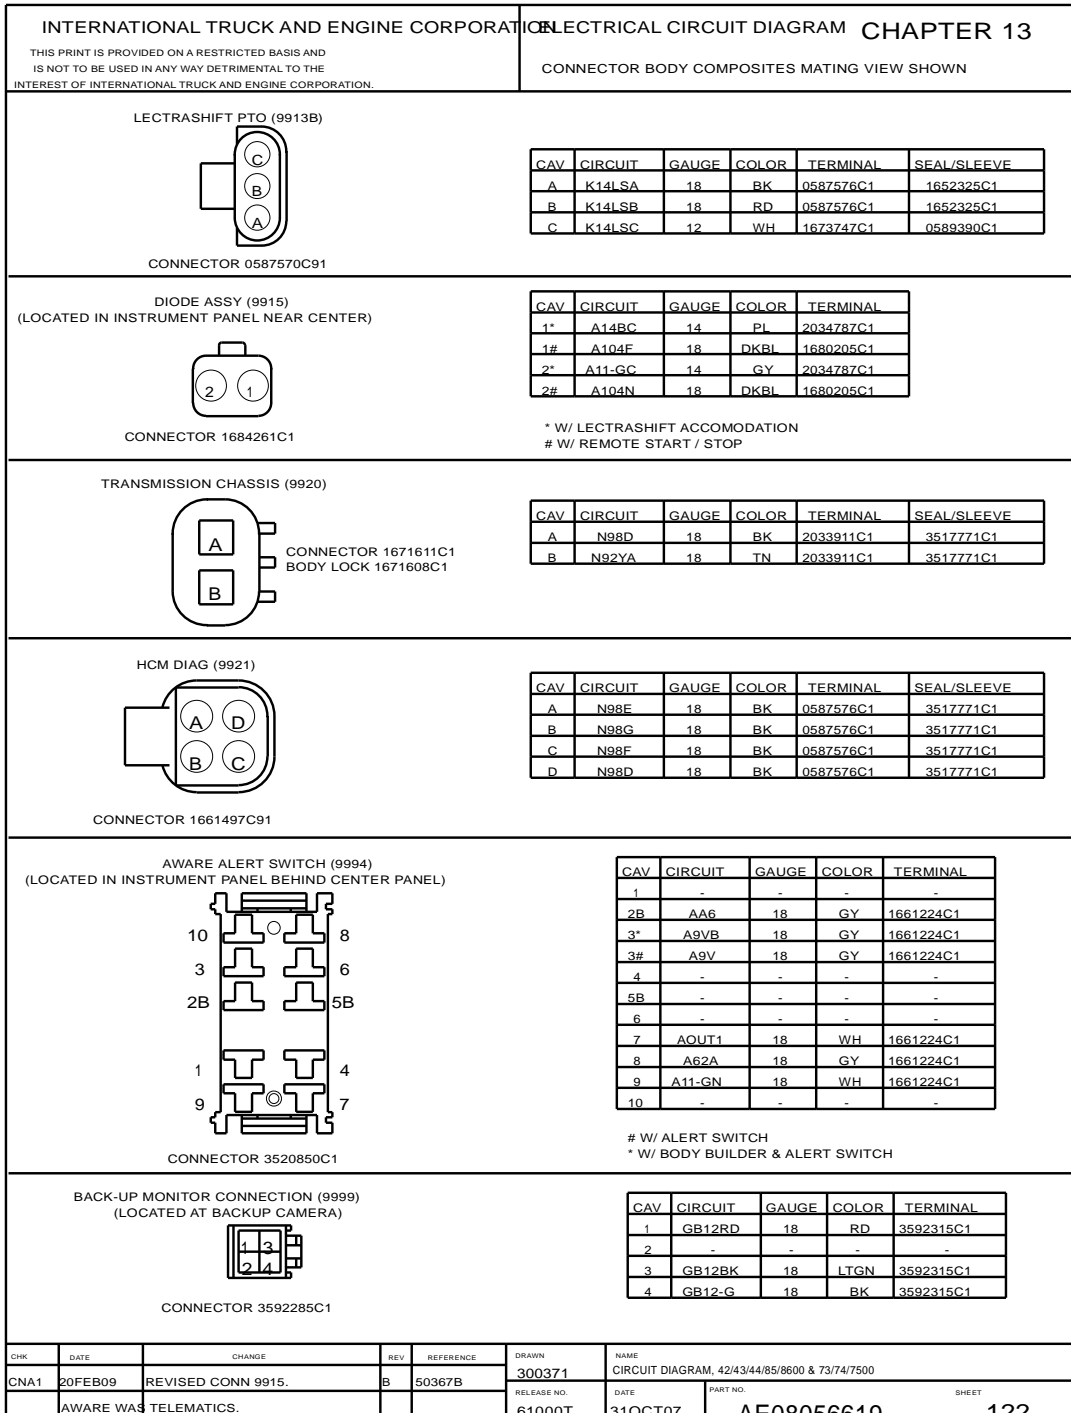 INTERNATIONAL TRUCK AND ENGINE CORPORATION
THIS PRINT IS PROVIDED ON A RESTRICTED BASIS AND
IS NOT TO BE USED IN ANY WAY DETRIMENTAL TO THE
INTEREST OF INTERNATIONAL TRUCK AND ENGINE CORPORATION.
ELECTRICAL CIRCUIT DIAGRAM CHAPTER 13
CONNECTOR BODY COMPOSITES MATING VIEW SHOWN
LECTRASHIFT PTO (9913B)
C
B
A
CONNECTOR 0587570C91
CAV CIRCUIT GAUGE COLOR TERMINAL SEAL/SLEEVE
A K14LSA 18 BK 0587576C1 1652325C1
B K14LSB 18 RD 0587576C1 1652325C1
C K14LSC 12 WH 1673747C1 0589390C1
DIODE ASSY (9915)
(LOCATED IN INSTRUMENT PANEL NEAR CENTER)
2 1
CONNECTOR 1684261C1
CAV CIRCUIT GAUGE COLOR TERMINAL
1* A14BC 14 PL 2034787C1
1# A104F 18 DKBL 1680205C1
2* A11-GC 14 GY 2034787C1
2# A104N 18 DKBL 1680205C1
* W/ LECTRASHIFT ACCOMODATION
# W/ REMOTE START / STOP
TRANSMISSION CHASSIS (9920)
A
B
CONNECTOR 1671611C1
BODY LOCK 1671608C1
CAV CIRCUIT GAUGE COLOR TERMINAL SEAL/SLEEVE
A N98D 18 BK 2033911C1 3517771C1
B N92YA 18 TN 2033911C1 3517771C1
HCM DIAG (9921)
A D
B C
CONNECTOR 1661497C91
CAV CIRCUIT GAUGE COLOR TERMINAL SEAL/SLEEVE
A N98E 18 BK 0587576C1 3517771C1
B N98G 18 BK 0587576C1 3517771C1
C N98F 18 BK 0587576C1 3517771C1
D N98D 18 BK 0587576C1 3517771C1
AWARE ALERT SWITCH (9994)
(LOCATED IN INSTRUMENT PANEL BEHIND CENTER PANEL)
10 8
3 6
2B 5B
1 4
9 7
CONNECTOR 3520850C1
CAV CIRCUIT GAUGE COLOR TERMINAL
1 - - - -
2B AA6 18 GY 1661224C1
3* A9VB 18 GY 1661224C1
3# A9V 18 GY 1661224C1
4 - - - -
5B - - - -
6 - - - -
7 AOUT1 18 WH 1661224C1
8 A62A 18 GY 1661224C1
9 A11-GN 18 WH 1661224C1
10 - - - -
# W/ ALERT SWITCH
* W/ BODY BUILDER & ALERT SWITCH
BACK-UP MONITOR CONNECTION (9999)
(LOCATED AT BACKUP CAMERA)
1 3
2 4
CONNECTOR 3592285C1
CAV CIRCUIT GAUGE COLOR TERMINAL
1 GB12RD 18 RD 3592315C1
2 - - - -
3 GB12BK 18 LTGN 3592315C1
4 GB12-G 18 BK 3592315C1
CHK DATE CHANGE REV REFERENCE
CNA1 20FEB09 REVISED CONN 9915. B 50367B
AWARE WAS TELEMATICS.
DRAWN
300371
NAME
CIRCUIT DIAGRAM, 42/43/44/85/8600 & 73/74/7500
RELEASE NO.
61000T
DATE
31OCT07
PART NO.
AE08056619
SHEET
122